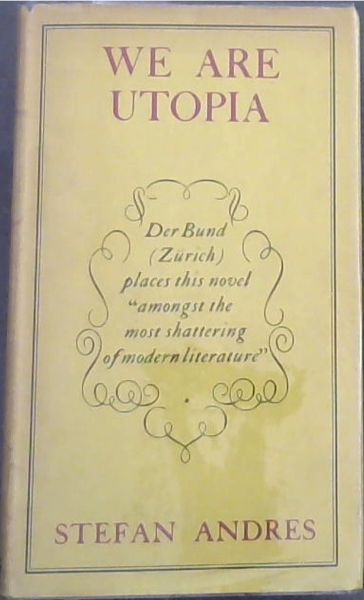 WE ARE
UTOPIA
Der Bund
(Zürich)
places this novel
“amongst the
most shattering
of modern literature”
STEFAN ANDRES